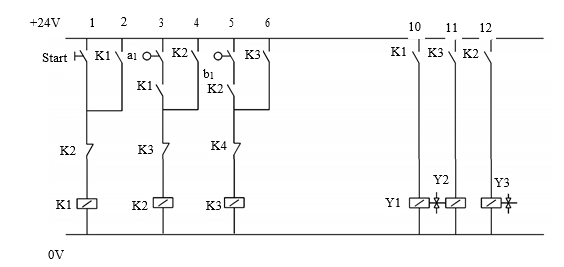 +24V 1 2 3 4 5 6 10 11 12
Start K1 a1 K2 K3 K1 K3 K2
b1
K1 K2
K2 K3 K4
Y2 Y3
K1 K2 K3 Y1
0V